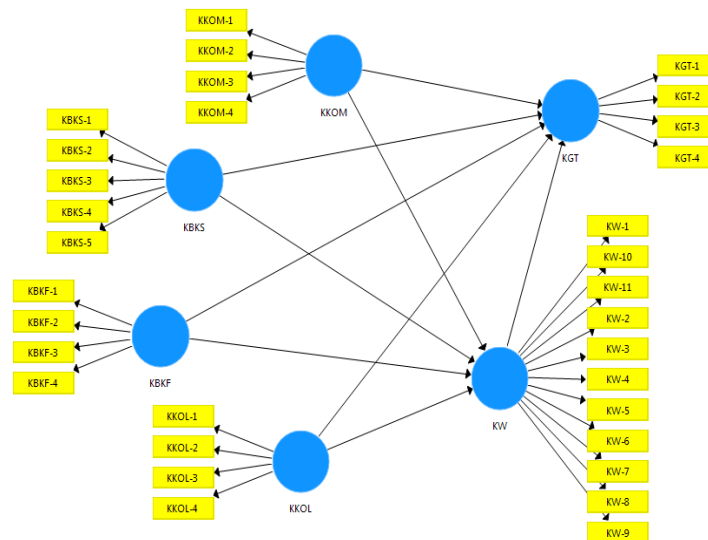 KKOM-1
KKOM-2
KKOM-3
KKOM-4
KKOM
KGT-1
KGT-2
KGT-3
KGT-4
KGT
KBKS-1
KBKS-2
KBKS-3
KBKS-4
KBKS-5
KBKS
KW-1
KW-10
KW-11
KW-2
KW-3
KW-4
KW-5
KW-6
KW-7
KW-8
KW-9
KW
KBKF-1
KBKF-2
KBKF-3
KBKF-4
KBKF
KKOL-1
KKOL-2
KKOL-3
KKOL-4
KKOL